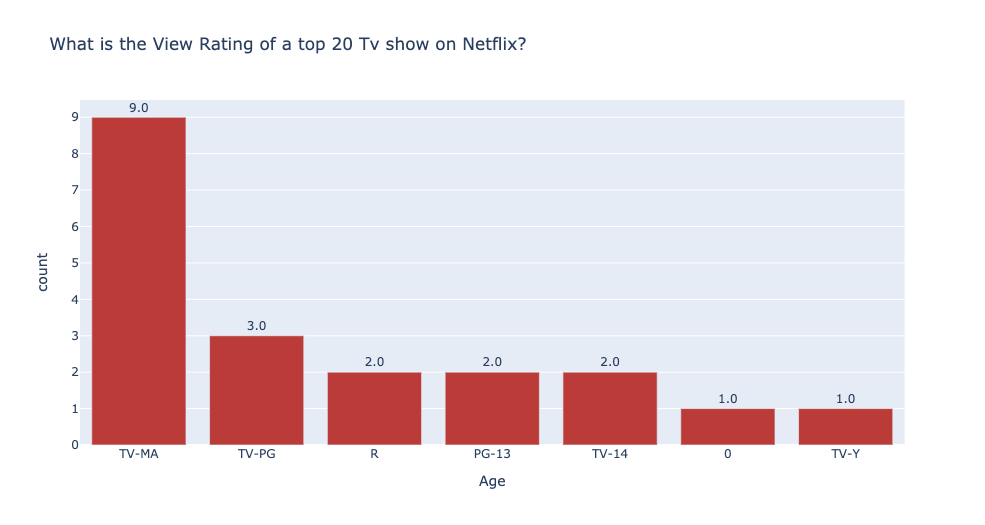 What is the View Rating of a top 20 Tv show on Netflix?
9.0
3.0
2.0
2.0
2.0
1.0
1.0
9
8
7
6
5
4
3
2
1
0
count
TV-MA
TV-PG
R
PG-13
TV-14
0
TV-Y
Age